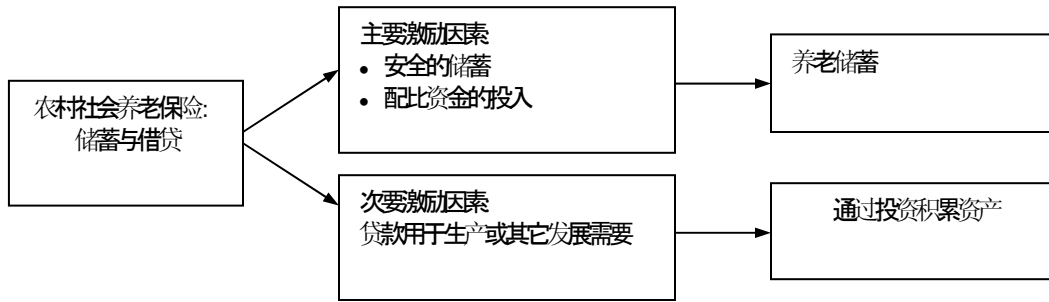 农村社会养老保险:
储蓄与借贷
主要激励因素:
• 安全的储蓄
• 配比资金的投入
养老储蓄
次要激励因素:
贷款用于生产或其它发展需要
通过投资积累资产